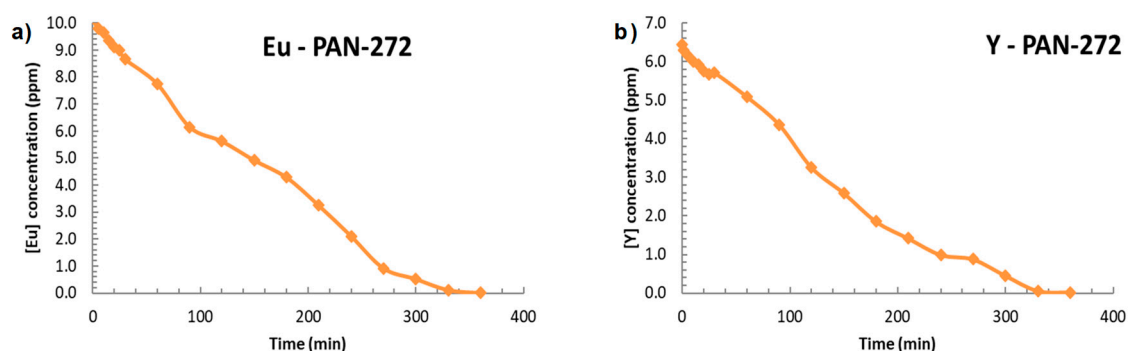 a)
Eu - PAN-272
[Eu] concentration (ppm)
10.0
9.0
8.0
7.0
6.0
5.0
4.0
3.0
2.0
1.0
0.0
0 100 200 300 400
Time (min)
b)
Y - PAN-272
[Y] concentration (ppm)
7.0
6.0
5.0
4.0
3.0
2.0
1.0
0.0
0 100 200 300 400
Time (min)